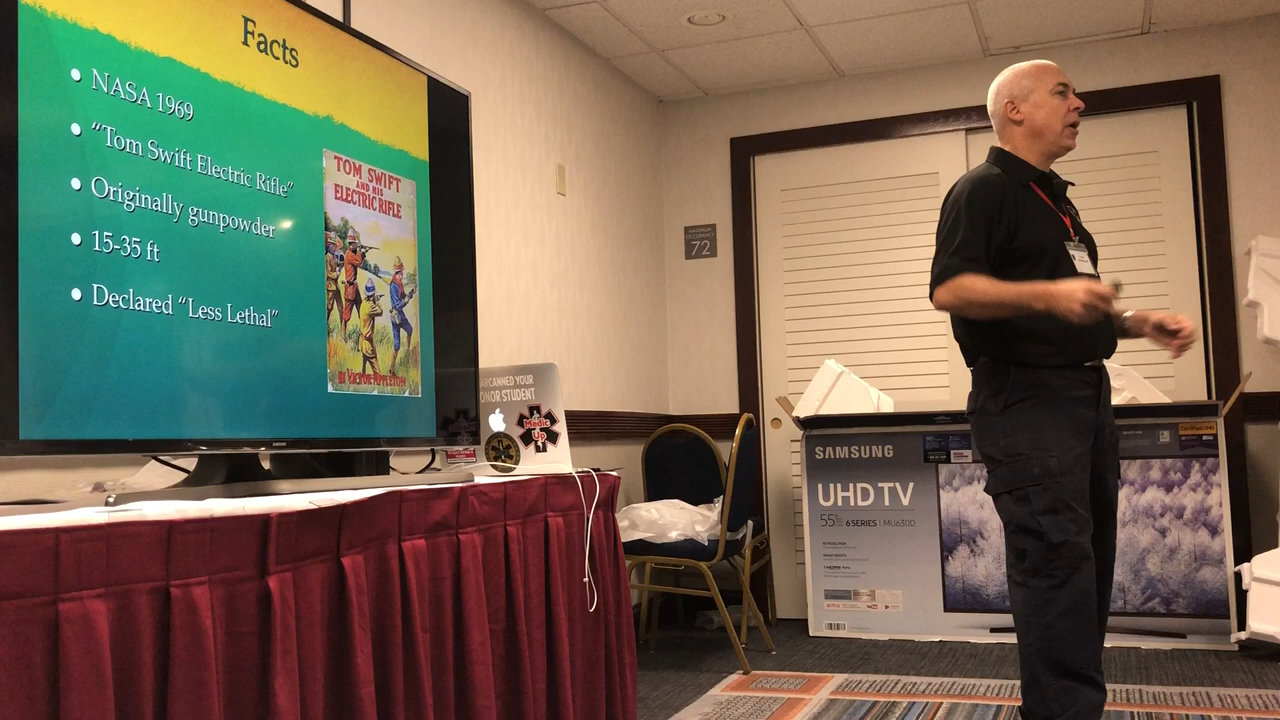 Facts
NASA 1969
“Tom Swift Electric Rifle”
Originally gunpowder
15-35 ft
Declared “Less Lethal”
TOM SWIFT
AND HIS
ELECTRIC RIFLE
BY VICTOR APPLETON
SAMSUNG
MAXIMUM
OCCUPANCY
72
ARCANNED YOUR
ONOR STUDENT
Medic
Up
SAMSUNG
UHD TV
55" 6 SERIES | MU630D